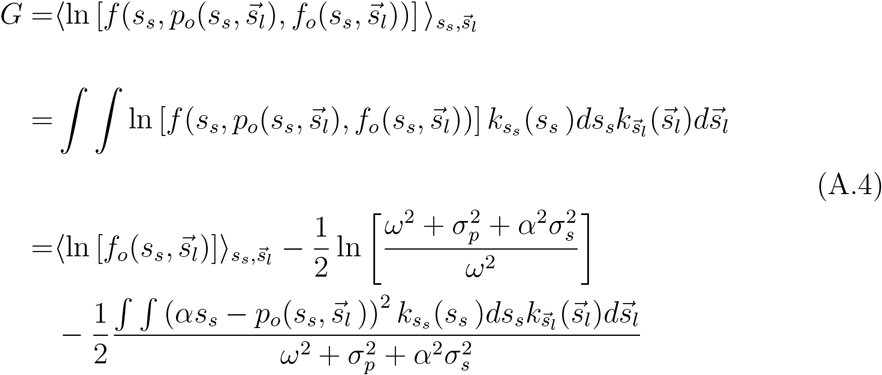 G =⟨ln [f(s_s, p_o(s_s, \vec{s}_l), f_o(s_s, \vec{s}_l))] ⟩_{s_s,\vec{s}_l}
= ∫ ∫ ln [f(s_s, p_o(s_s, \vec{s}_l), f_o(s_s, \vec{s}_l))] k_{s_s}(s_s )ds_s k_{\vec{s}_l}(\vec{s}_l)d\vec{s}_l
(A.4)
=⟨ln [f_o(s_s, \vec{s}_l)]⟩_{s_s,\vec{s}_l} − \frac{1}{2} ln [\frac{ω^2 + σ_p^2 + α^2σ_s^2}{ω^2}]
− \frac{1}{2} \frac{∫ ∫ (αs_s − p_o(s_s, \vec{s}_l ))^2 k_{s_s}(s_s )ds_s k_{\vec{s}_l}(\vec{s}_l)d\vec{s}_l}{ω^2 + σ_p^2 + α^2σ_s^2}